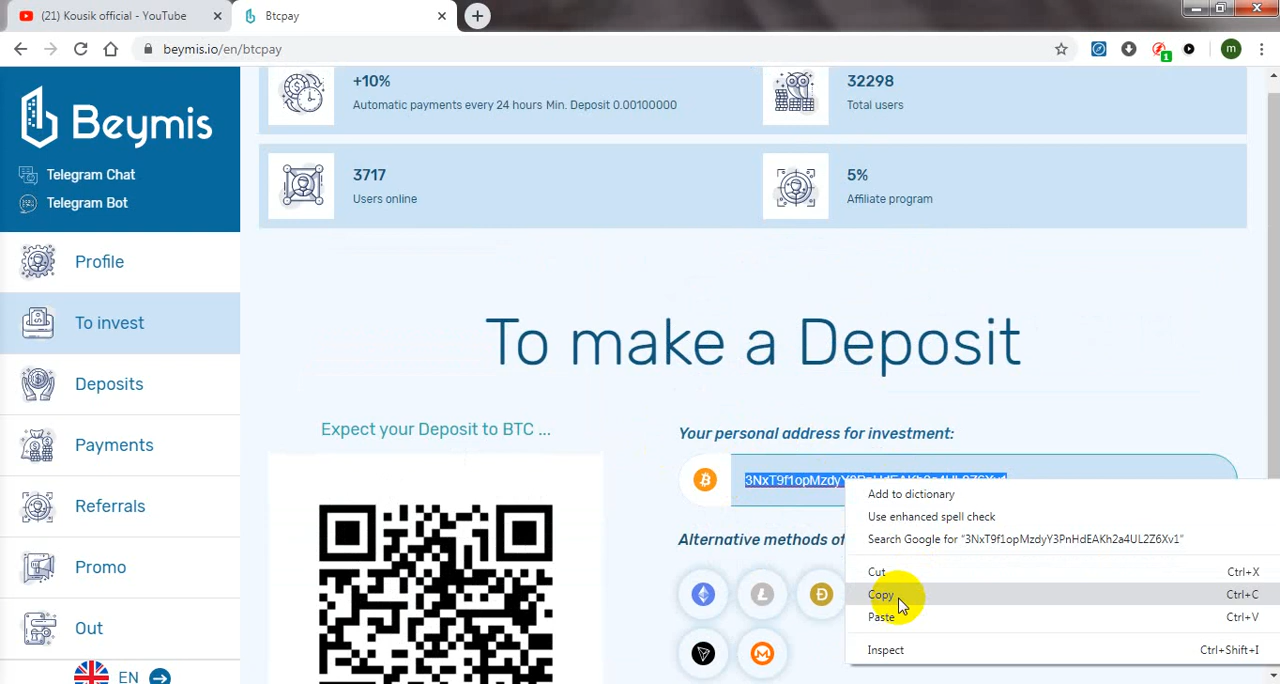 (21) Kousik official - YouTube
Btcpay
beymis.io/en/btcpay
1
m
Beymis
Telegram Chat
Telegram Bot
Profile
To invest
Deposits
Payments
Referrals
Promo
Out
EN
+10%
Automatic payments every 24 hours Min. Deposit 0.00100000
32298
Total users
3717
Users online
5%
Affiliate program
To make a Deposit
Expect your Deposit to BTC ...
Your personal address for investment:
3NxT9f1opMzdyY3PnHdEAKh2a4UL2Z6Xv1
Alternative methods of
Add to dictionary
Use enhanced spell check
Search Google for “3NxT9f1opMzdyY3PnHdEAKh2a4UL2Z6Xv1”
Cut Ctrl+X
Copy Ctrl+C
Paste Ctrl+V
Inspect Ctrl+Shift+I